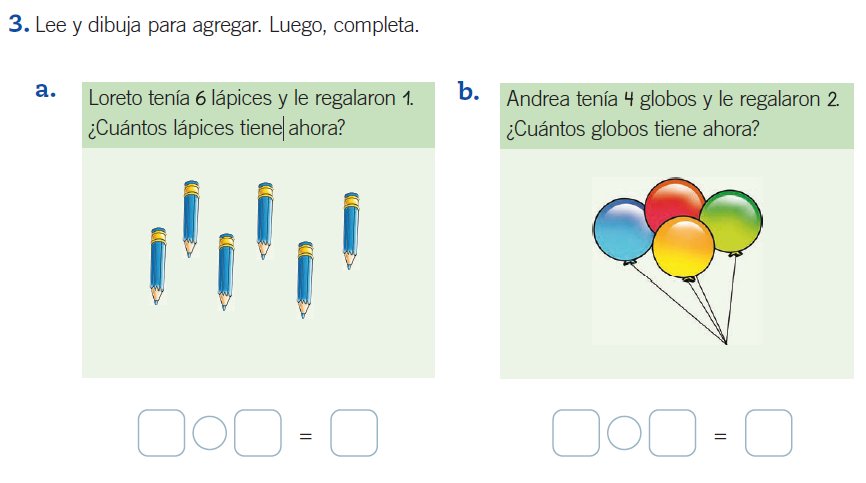 3. Lee y dibuja para agregar. Luego, completa.
a.
Loreto tenía 6 lápices y le regalaron 1.
¿Cuántos lápices tiene ahora?
=
b.
Andrea tenía 4 globos y le regalaron 2.
¿Cuántos globos tiene ahora?
=